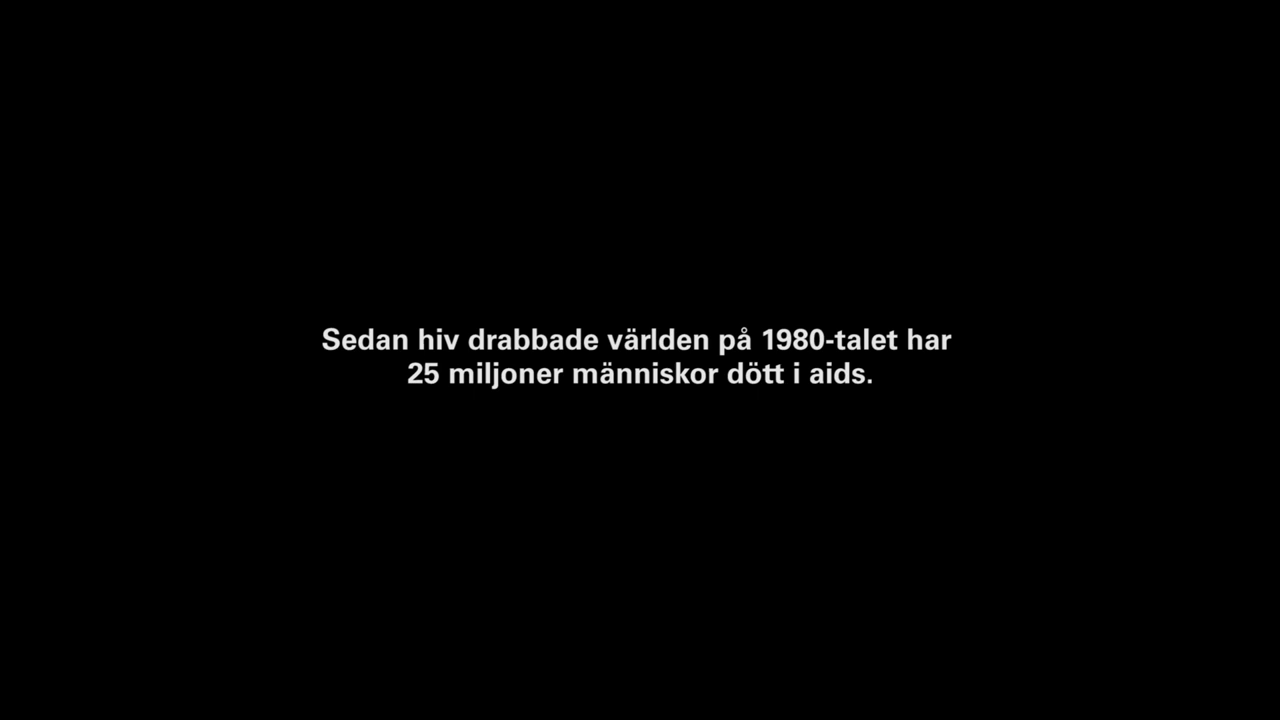 Sedan hiv drabbade världen på 1980-talet har
25 miljoner människor dött i aids.